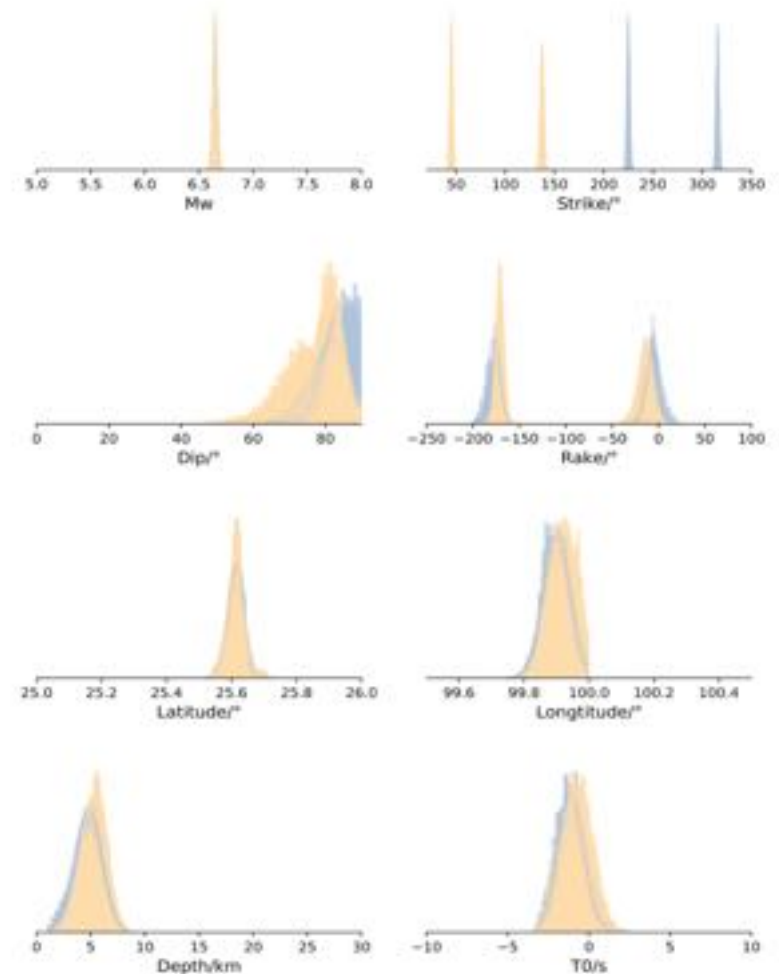 5.0 5.5 6.0 6.5 7.0 7.5 8.0
Mw
50 100 150 200 250 300 350
Strike/°
0 20 40 60 80
Dip/°
−250 −200 −150 −100 −50 0 50 100
Rake/°
25.0 25.2 25.4 25.6 25.8 26.0
Latitude/°
99.6 99.8 100.0 100.2 100.4
Longtitude/°
0 5 10 15 20 25 30
Depth/km
−10 −5 0 5 10
T0/s